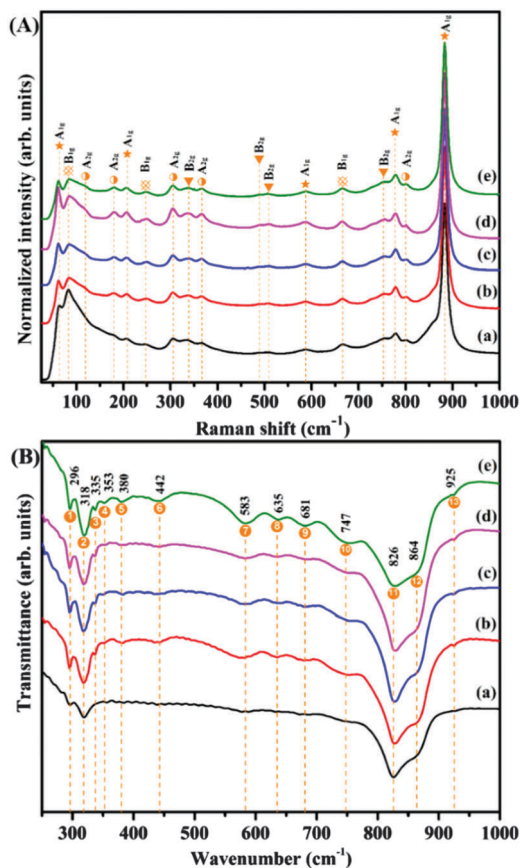 (A)
A1g
A1g
B1g
A2g
A2g
A1g
B1g
A2g
B2g
A2g
B2g
B2g
A1g
B1g
B2g
A1g
A2g
(e)
(d)
(c)
(b)
(a)
Normalized intensity (arb. units)
100 200 300 400 500 600 700 800 900 1000
Raman shift (cm-1)
(B)
296
318
335
353
380
442
583
635
681
747
826
864
925
1
2
3
4
5
6
7
8
9
10
11
12
13
(e)
(d)
(c)
(b)
(a)
Transmittance (arb. units)
300 400 500 600 700 800 900 1000
Wavenumber (cm-1)